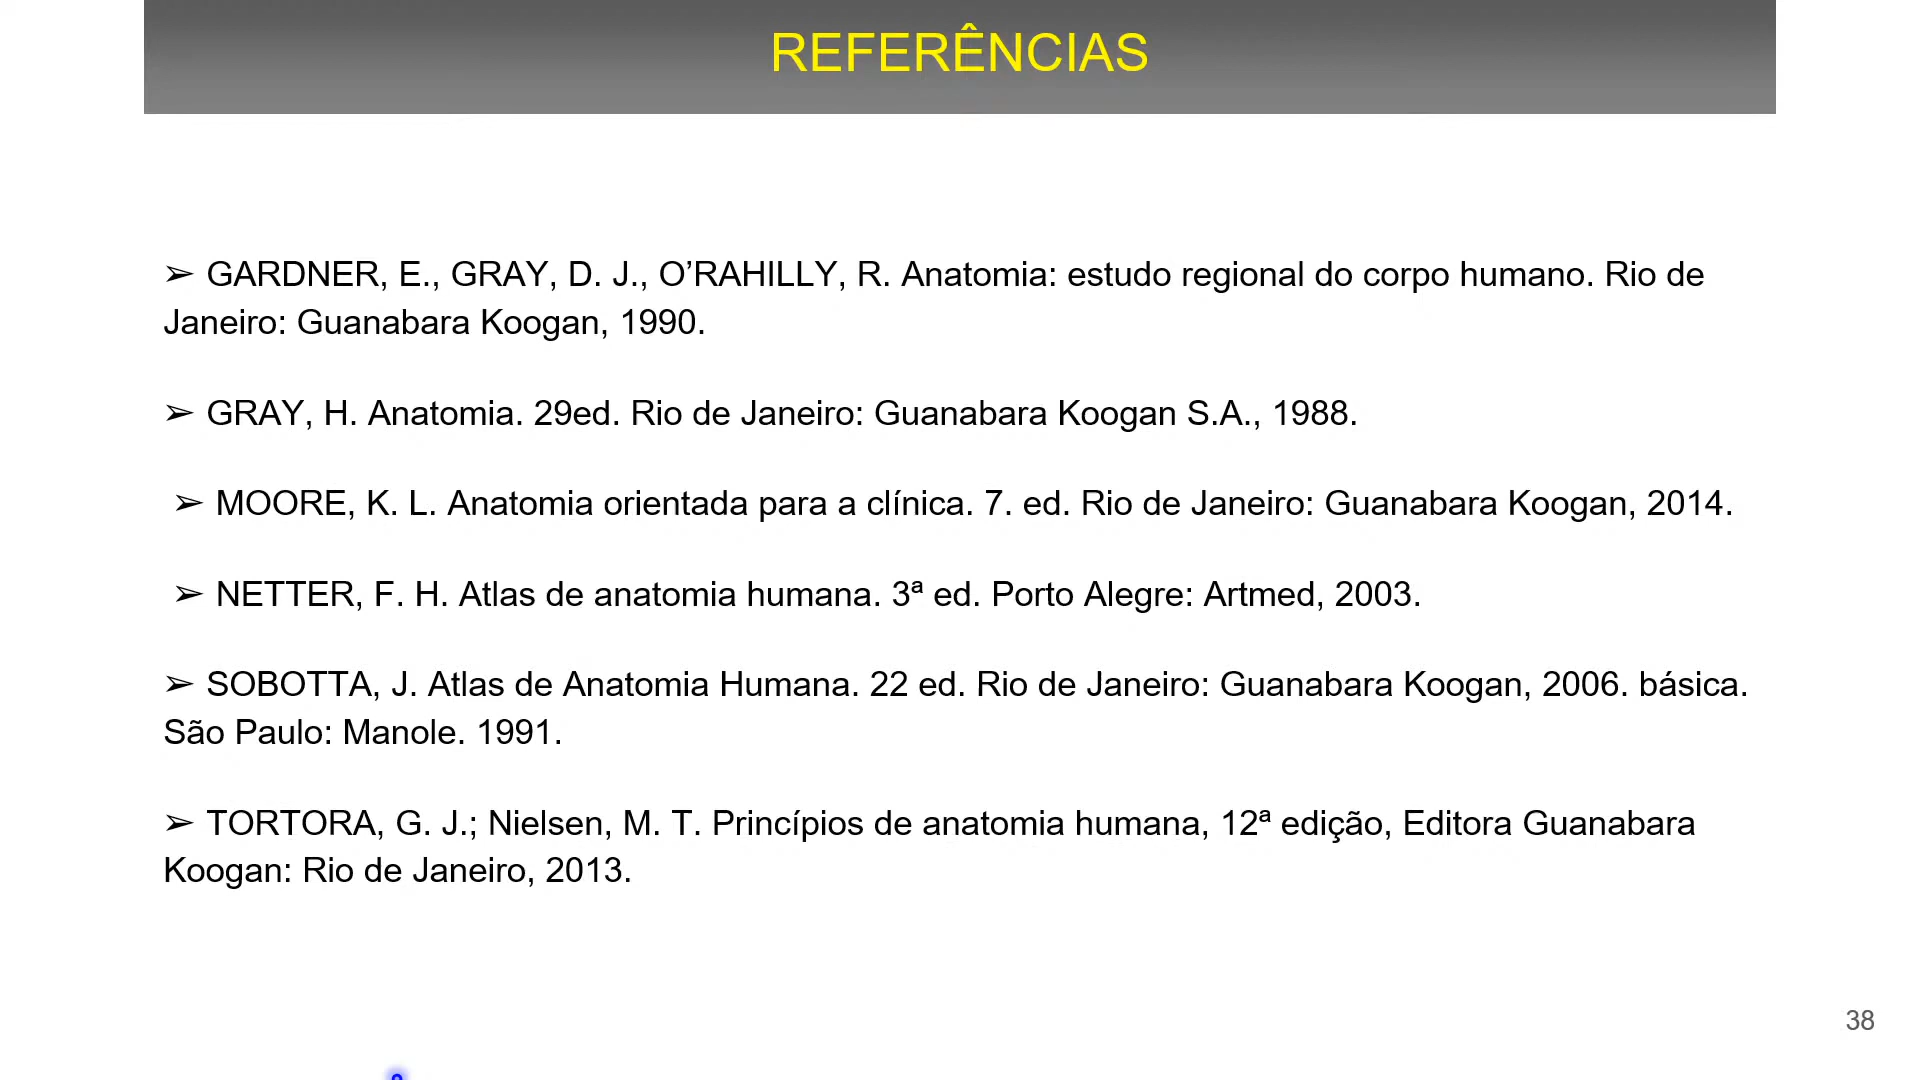 REFERÊNCIAS
➢ GARDNER, E., GRAY, D. J., O’RAHILLY, R. Anatomia: estudo regional do corpo humano. Rio de
Janeiro: Guanabara Koogan, 1990.
➢ GRAY, H. Anatomia. 29ed. Rio de Janeiro: Guanabara Koogan S.A., 1988.
➢ MOORE, K. L. Anatomia orientada para a clínica. 7. ed. Rio de Janeiro: Guanabara Koogan, 2014.
➢ NETTER, F. H. Atlas de anatomia humana. 3ª ed. Porto Alegre: Artmed, 2003.
➢ SOBOTTA, J. Atlas de Anatomia Humana. 22 ed. Rio de Janeiro: Guanabara Koogan, 2006. básica.
São Paulo: Manole. 1991.
➢ TORTORA, G. J.; Nielsen, M. T. Princípios de anatomia humana, 12ª edição, Editora Guanabara
Koogan: Rio de Janeiro, 2013.
38